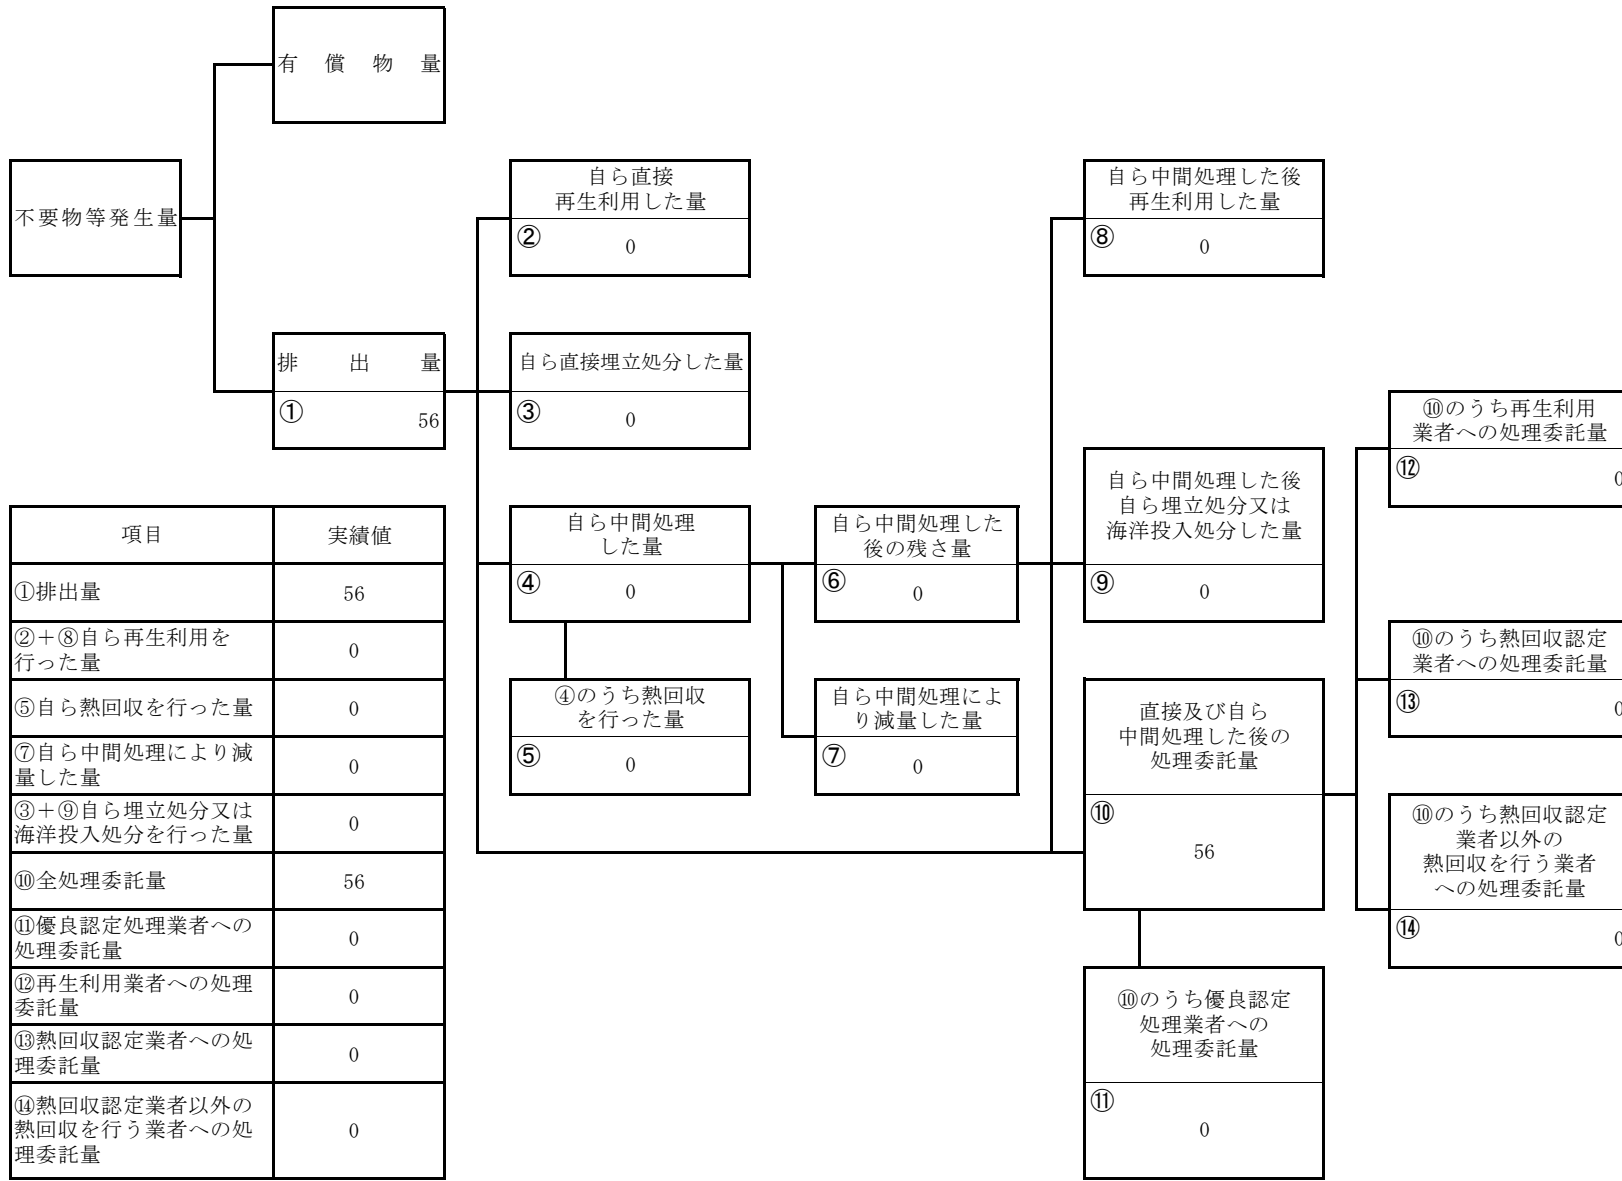 有償物量
不要物等発生量
排出量
① 56
自ら直接
再生利用した量
② 0
自ら直接埋立処分した量
③ 0
自ら中間処理
した量
④ 0
④のうち熱回収
を行った量
⑤ 0
自ら中間処理した
後の残さ量
⑥ 0
自ら中間処理によ
り減量した量
⑦ 0
自ら中間処理した後
再生利用した量
⑧ 0
自ら中間処理した後
自ら埋立処分又は
海洋投入処分した量
⑨ 0
直接及び自ら
中間処理した後の
処理委託量
⑩
56
⑩のうち優良認定
処理業者への
処理委託量
⑪
0
⑩のうち再生利用
業者への処理委託量
⑫ 0
⑩のうち熱回収認定
業者への処理委託量
⑬ 0
⑩のうち熱回収認定
業者以外の
熱回収を行う業者
への処理委託量
⑭ 0
項目 実績値
①排出量 56
②+⑧自ら再生利用を
行った量 0
⑤自ら熱回収を行った量 0
⑦自ら中間処理により減
量した量 0
③+⑨自ら埋立処分又は
海洋投入処分を行った量 0
⑩全処理委託量 56
⑪優良認定処理業者への
処理委託量 0
⑫再生利用業者への処理
委託量 0
⑬熱回収認定業者への処
理委託量 0
⑭熱回収認定業者以外の
熱回収を行う業者への処
理委託量 0